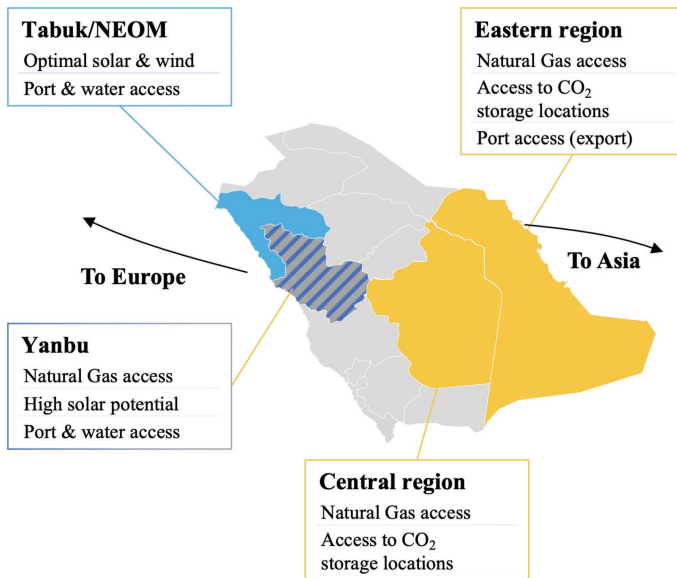 Tabuk/NEOM
Optimal solar & wind
Port & water access
Eastern region
Natural Gas access
Access to CO₂
storage locations
Port access (export)
To Europe
To Asia
Yanbu
Natural Gas access
High solar potential
Port & water access
Central region
Natural Gas access
Access to CO₂
storage locations